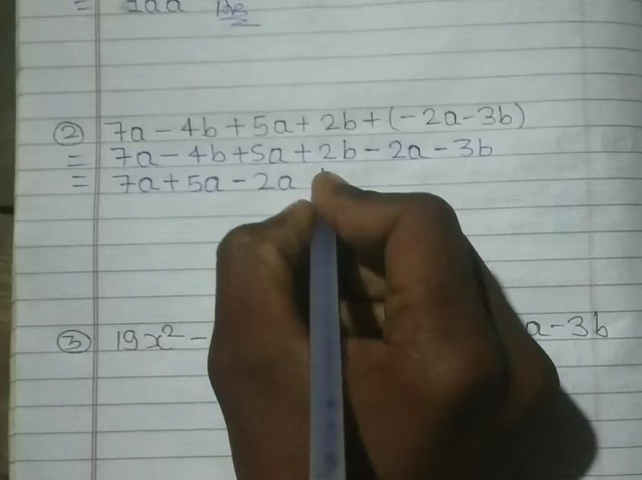 =
② 7a - 4b + 5a + 2b + (-2a - 3b)
= 7a - 4b + 5a + 2b - 2a - 3b
= 7a + 5a - 2a
③ 19x² - a - 3b